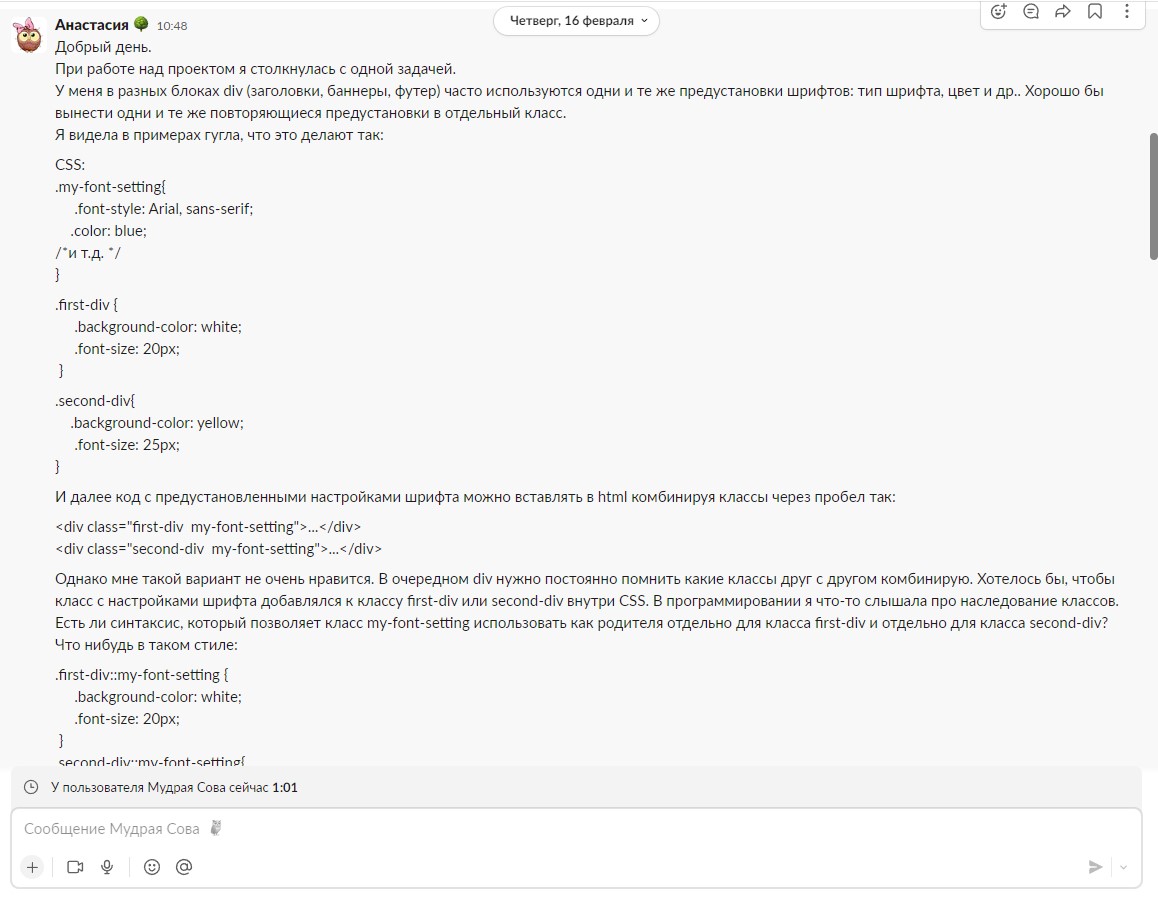 Четверг, 16 февраля
Анастасия 10:48
Добрый день.
При работе над проектом я столкнулась с одной задачей.
У меня в разных блоках div (заголовки, баннеры, футер) часто используются одни и те же предустановки шрифтов: тип шрифта, цвет и др.. Хорошо бы
вынести одни и те же повторяющиеся предустановки в отдельный класс.
Я видела в примерах гугла, что это делают так:
CSS:
.my-font-setting{
.font-style: Arial, sans-serif;
.color: blue;
/*и т.д. */
}
.first-div {
.background-color: white;
.font-size: 20px;
}
.second-div{
.background-color: yellow;
.font-size: 25px;
}
И далее код с предустановленными настройками шрифта можно вставлять в html комбинируя классы через пробел так:
<div class="first-div  my-font-setting">...</div>
<div class="second-div  my-font-setting">...</div>
Однако мне такой вариант не очень нравится. В очередном div нужно постоянно помнить какие классы друг с другом комбинирую. Хотелось бы, чтобы
класс с настройками шрифта добавлялся к классу first-div или second-div внутри CSS. В программировании я что-то слышала про наследование классов.
Есть ли синтаксис, который позволяет класс my-font-setting использовать как родителя отдельно для класса first-div и отдельно для класса second-div?
Что нибудь в таком стиле:
.first-div::my-font-setting {
.background-color: white;
.font-size: 20px;
}
.second-div::my-font-setting{
У пользователя Мудрая Сова сейчас 1:01
Сообщение Мудрая Сова